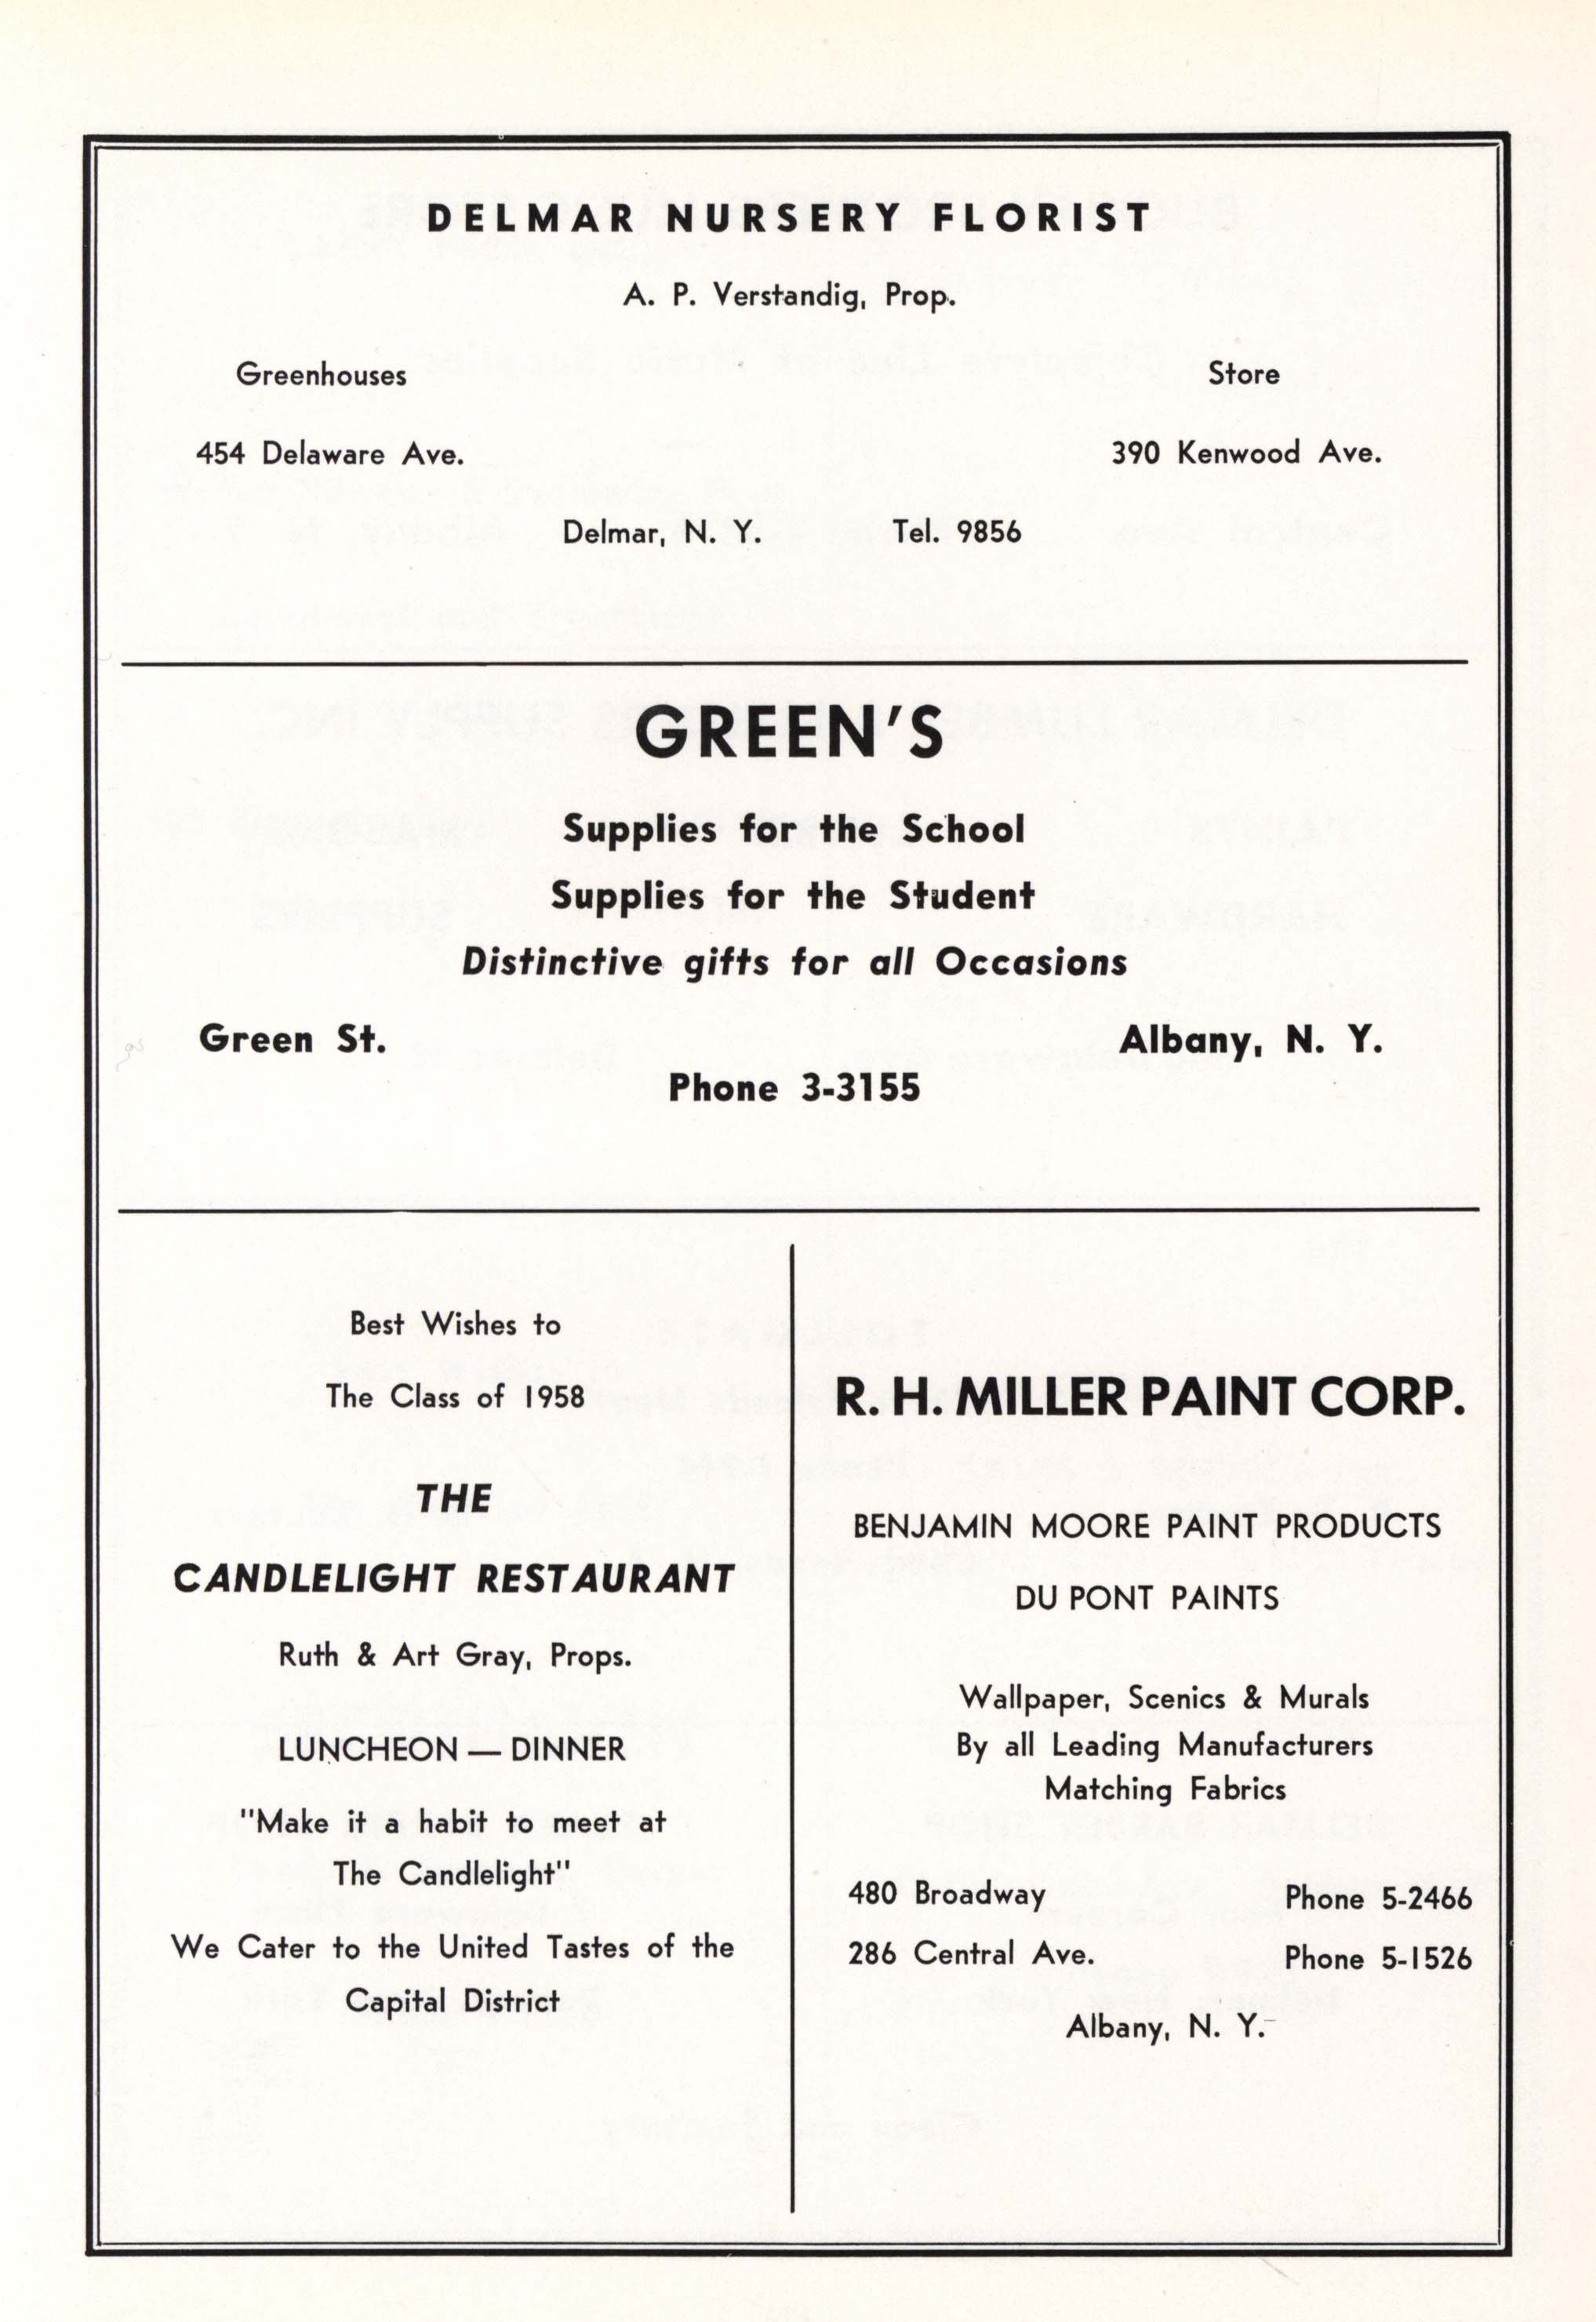 DELMAR NURSERY FLORIST
A. P. Verstandig, Prop.
Greenhouses
454 Delaware Ave.
Store
390 Kenwood Ave.
Delmar, N. Y. Tel. 9856
GREEN'S
Supplies for the School
Supplies for the Student
Distinctive gifts for all Occasions
Green St. Albany, N. Y.
Phone 3-3155
Best Wishes to
The Class of 1958
THE
CANDLELIGHT RESTAURANT
Ruth & Art Gray, Props.
LUNCHEON — DINNER
"Make it a habit to meet at
The Candlelight"
We Cater to the United Tastes of the
Capital District
R. H. MILLER PAINT CORP.
BENJAMIN MOORE PAINT PRODUCTS
DU PONT PAINTS
Wallpaper, Scenics & Murals
By all Leading Manufacturers
Matching Fabrics
480 Broadway Phone 5-2466
286 Central Ave. Phone 5-1526
Albany, N. Y.